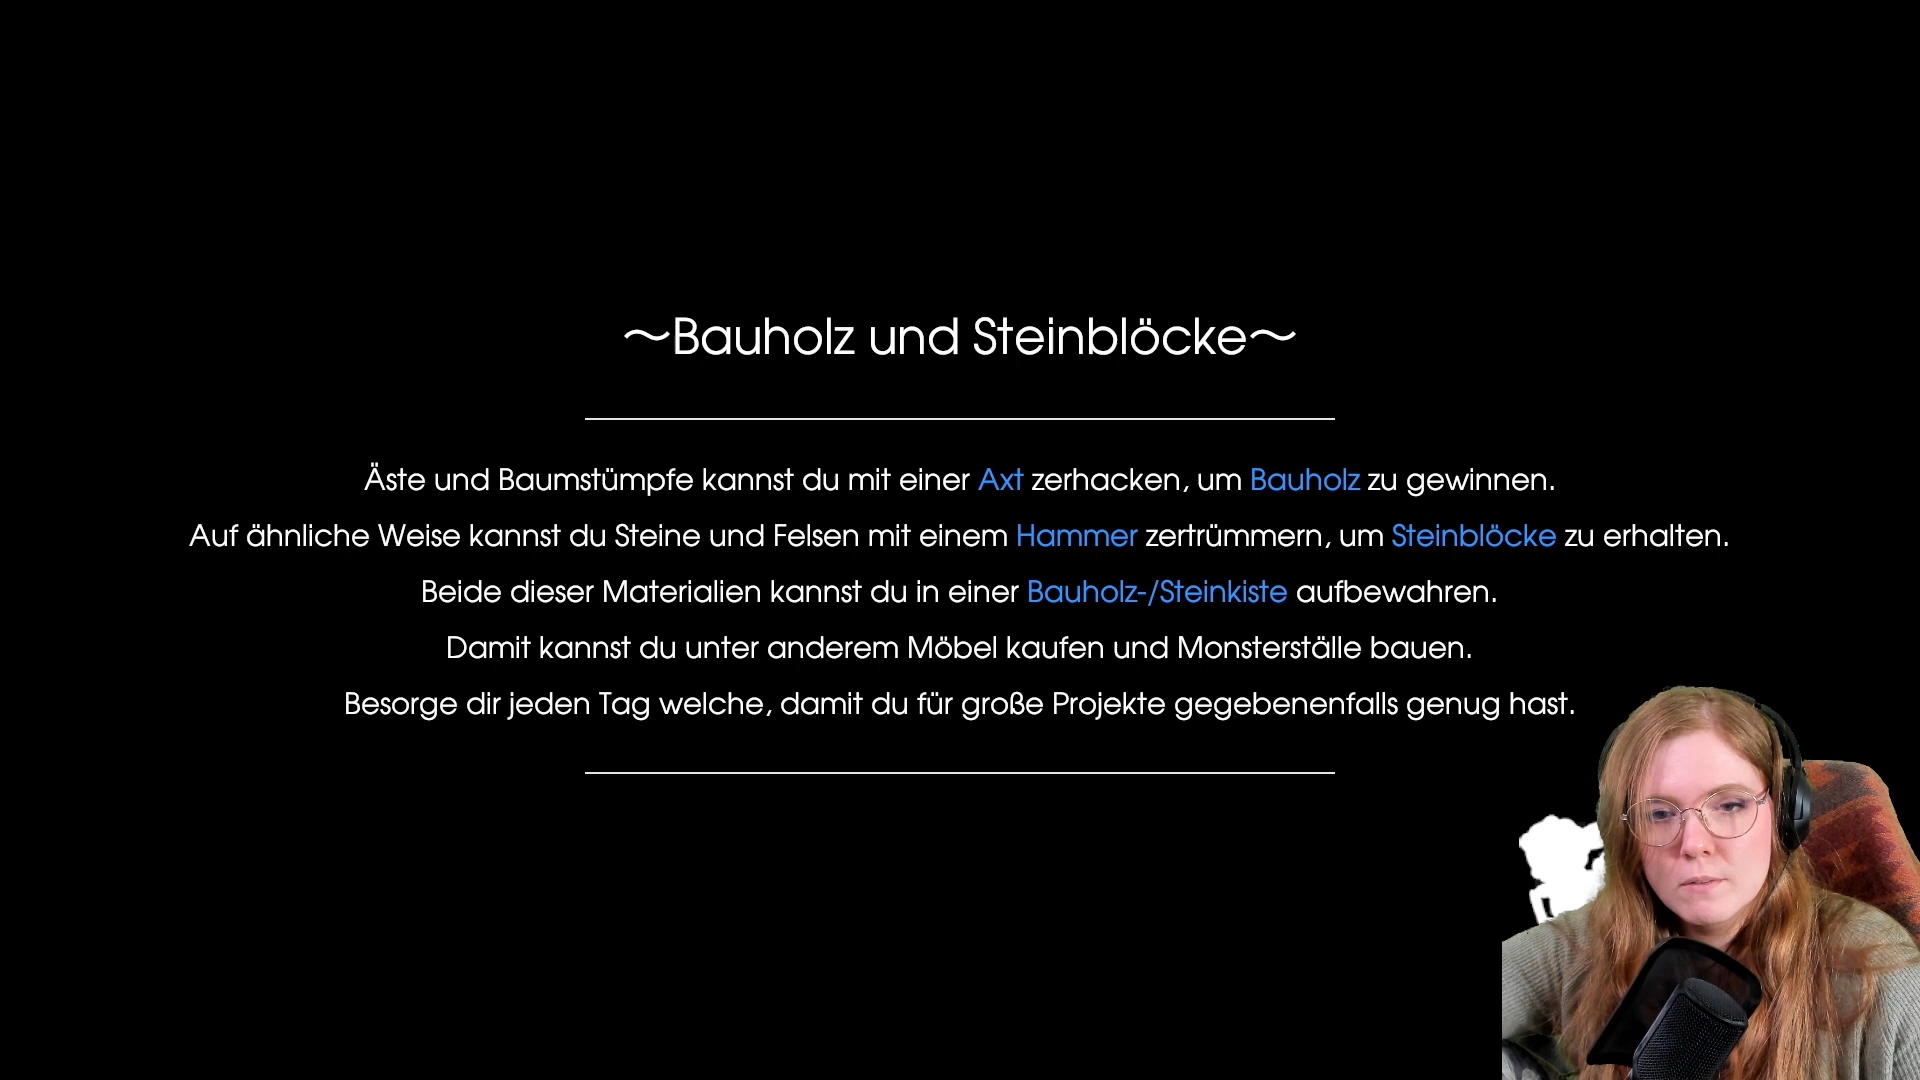 ～Bauholz und Steinblöcke～
Äste und Baumstümpfe kannst du mit einer Axt zerhacken, um Bauholz zu gewinnen.
Auf ähnliche Weise kannst du Steine und Felsen mit einem Hammer zertrümmern, um Steinblöcke zu erhalten.
Beide dieser Materialien kannst du in einer Bauholz-/Steinkiste aufbewahren.
Damit kannst du unter anderem Möbel kaufen und Monsterställe bauen.
Besorge dir jeden Tag welche, damit du für große Projekte gegebenenfalls genug hast.